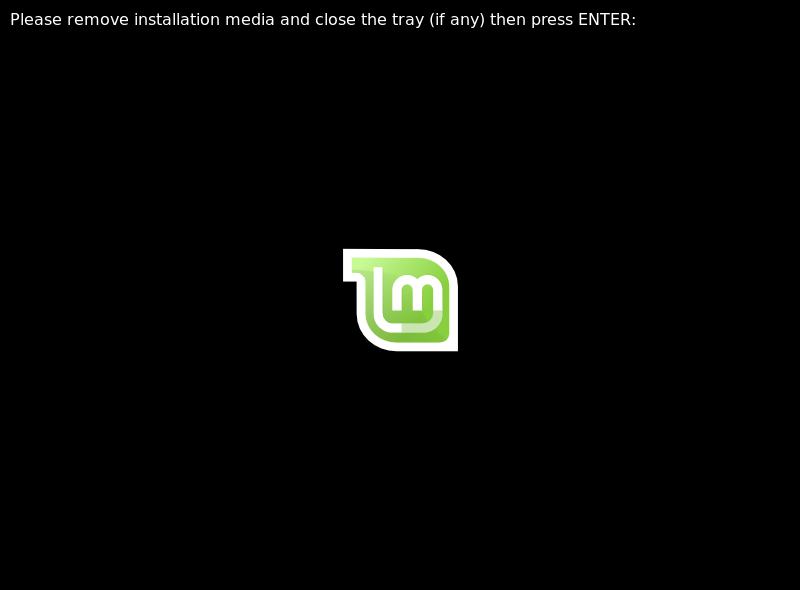 Please remove installation media and close the tray (if any) then press ENTER: